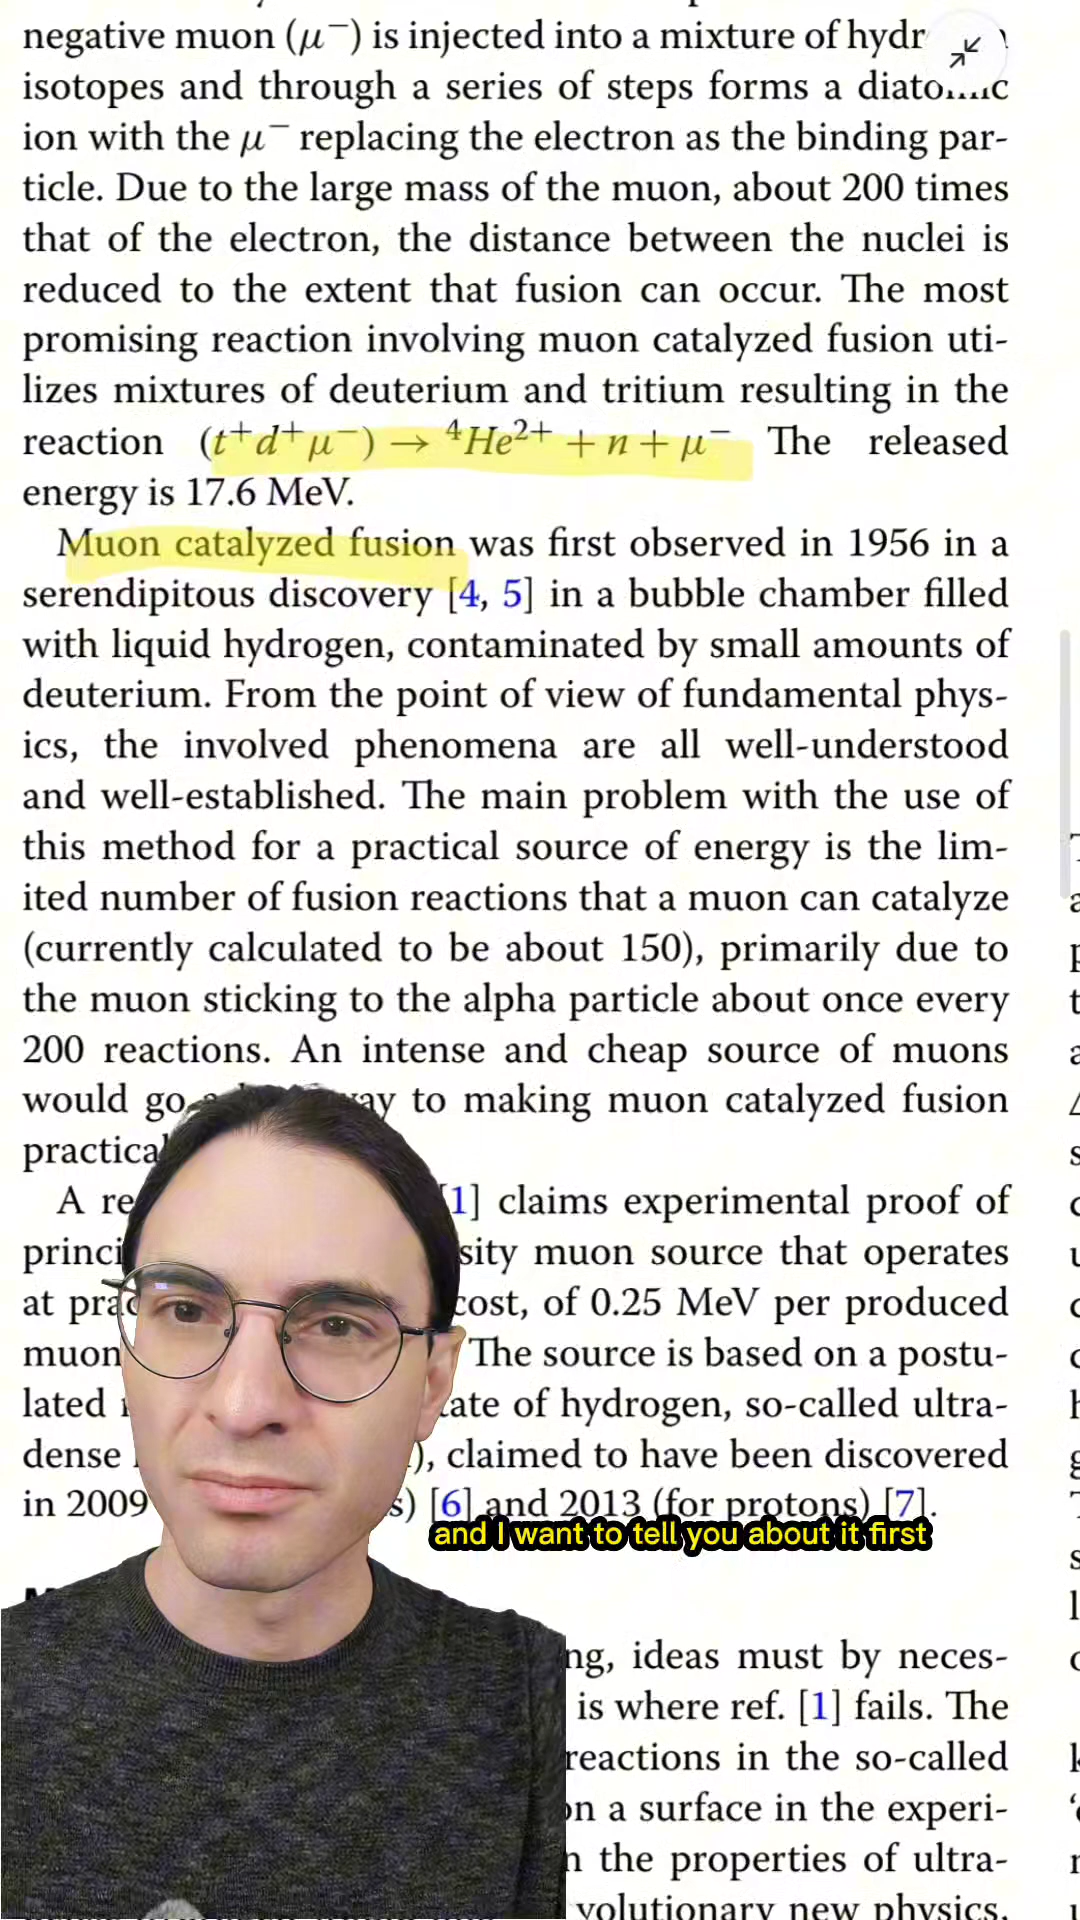 negative muon (μ⁻) is injected into a mixture of
isotopes and through a series of steps forms a
ion with the μ⁻ replacing the electron as the binding par-
ticle. Due to the large mass of the muon, about 200 times
that of the electron, the distance between the nuclei is
reduced to the extent that fusion can occur. The most
promising reaction involving muon catalyzed fusion uti-
lizes mixtures of deuterium and tritium resulting in the
reaction (t⁺d⁺μ⁻) → ⁴He²⁺ + n + μ⁻ The released
energy is 17.6 MeV.
Muon catalyzed fusion was first observed in 1956 in a
serendipitous discovery [4, 5] in a bubble chamber filled
with liquid hydrogen, contaminated by small amounts of
deuterium. From the point of view of fundamental phys-
ics, the involved phenomena are all well-understood
and well-established. The main problem with the use of
this method for a practical source of energy is the lim-
ited number of fusion reactions that a muon can catalyze
(currently calculated to be about 150), primarily due to
the muon sticking to the alpha particle about once every
200 reactions. An intense and cheap source of muons
would go to making muon catalyzed fusion
practical
A [1] claims experimental proof of
muon source that operates
at cost, of 0.25 MeV per produced
muon The source is based on a postu-
lated of hydrogen, so-called ultra-
dense ), claimed to have been discovered
in 2009 [6] and 2013 (for protons) [7].
and I want to tell you about it first
ideas must by neces-
is where ref. [1] fails. The
reactions in the so-called
on a surface in the experi-
the properties of ultra-
new physics.